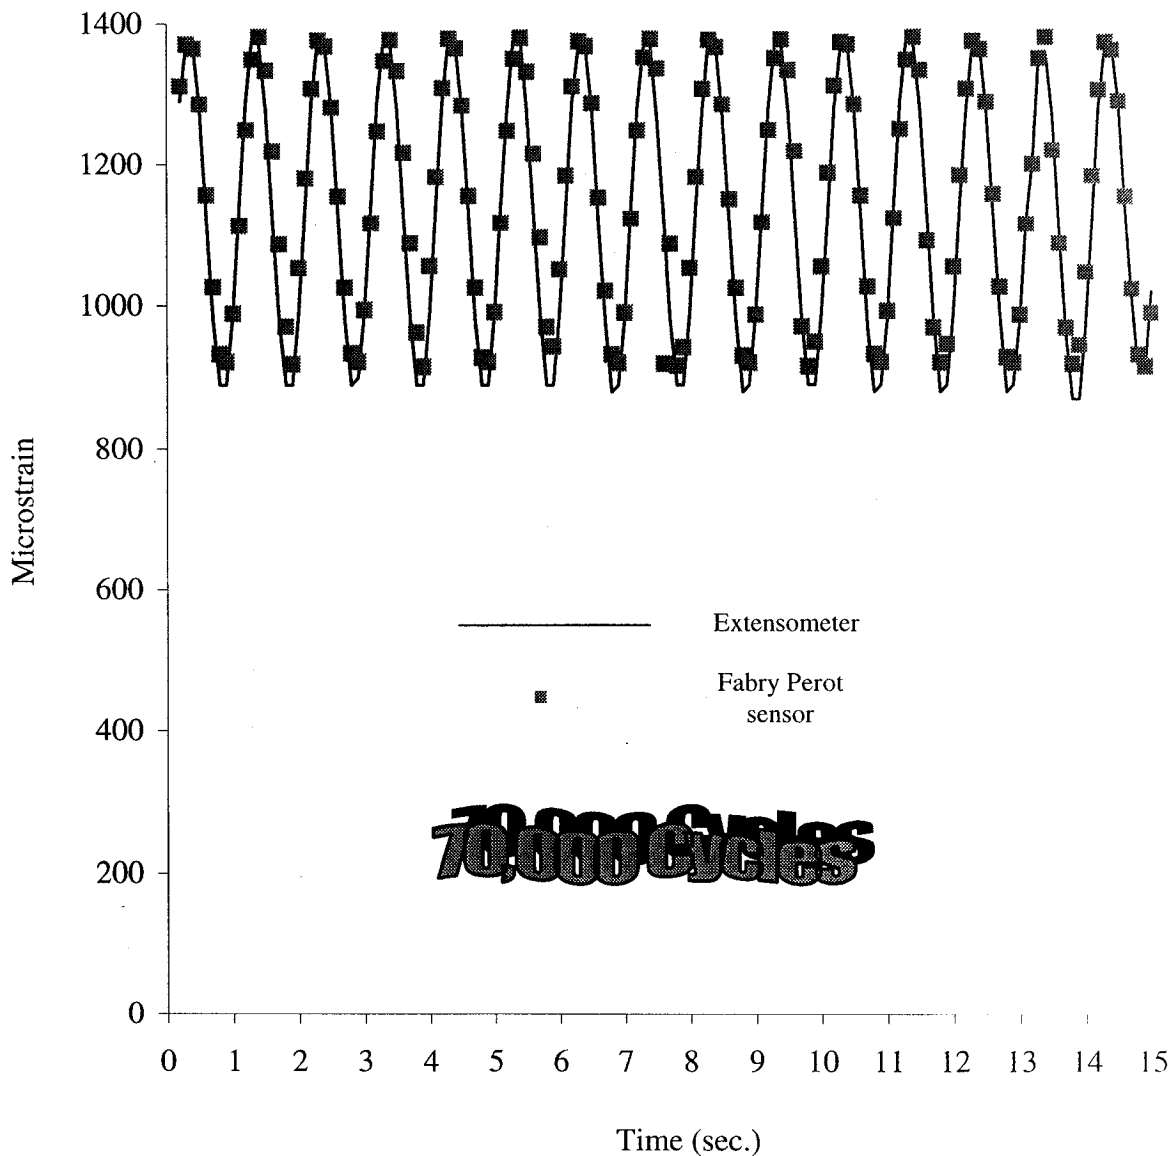 1400
1200
1000
800
600
400
200
0
Microstrain
Extensometer
Fabry Perot
sensor
70,000 Cycles
0 1 2 3 4 5 6 7 8 9 10 11 12 13 14 15
Time (sec.)